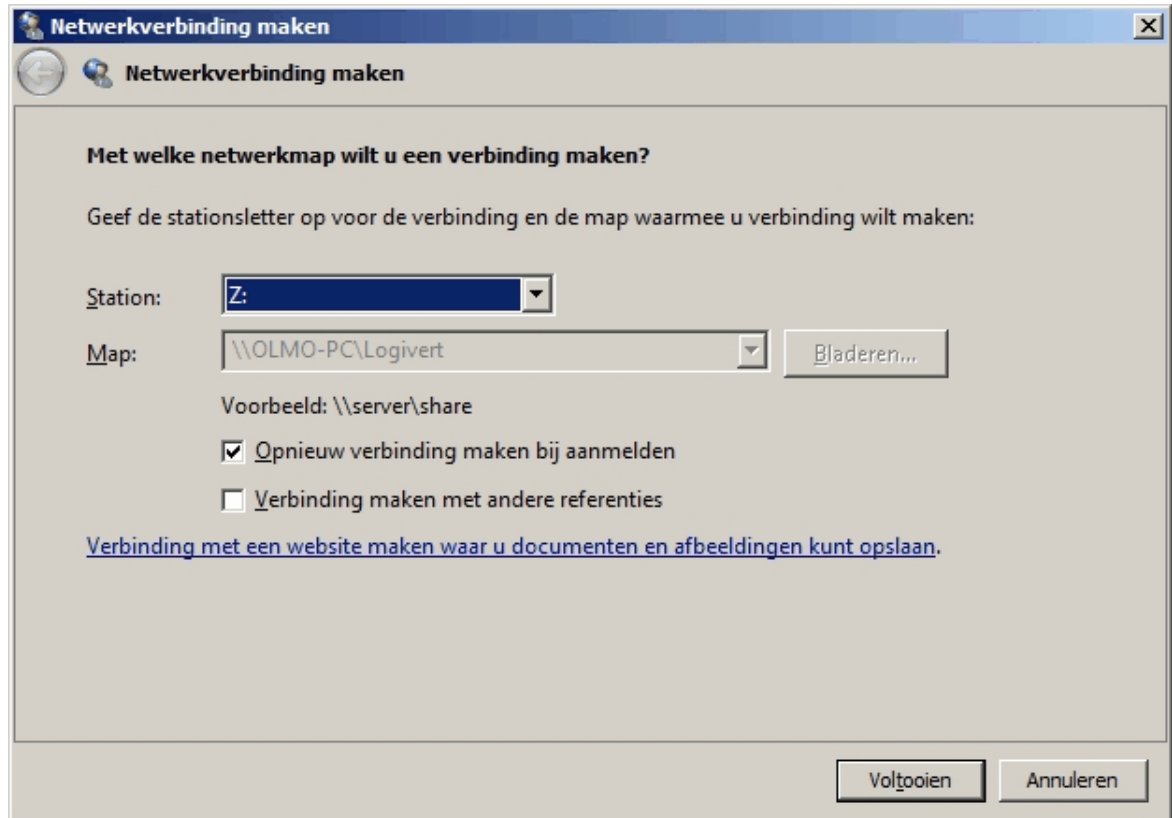 Netwerkverbinding maken
Netwerkverbinding maken
Met welke netwerkmap wilt u een verbinding maken?
Geef de stationsletter op voor de verbinding en de map waarmee u verbinding wilt maken:
Station: Z:
Map: \\OLMO-PC\Logivert Bladeren...
Voorbeeld: \\server\share
Opnieuw verbinding maken bij aanmelden
Verbinding maken met andere referenties
Verbinding met een website maken waar u documenten en afbeeldingen kunt opslaan.
Voltooien Annuleren